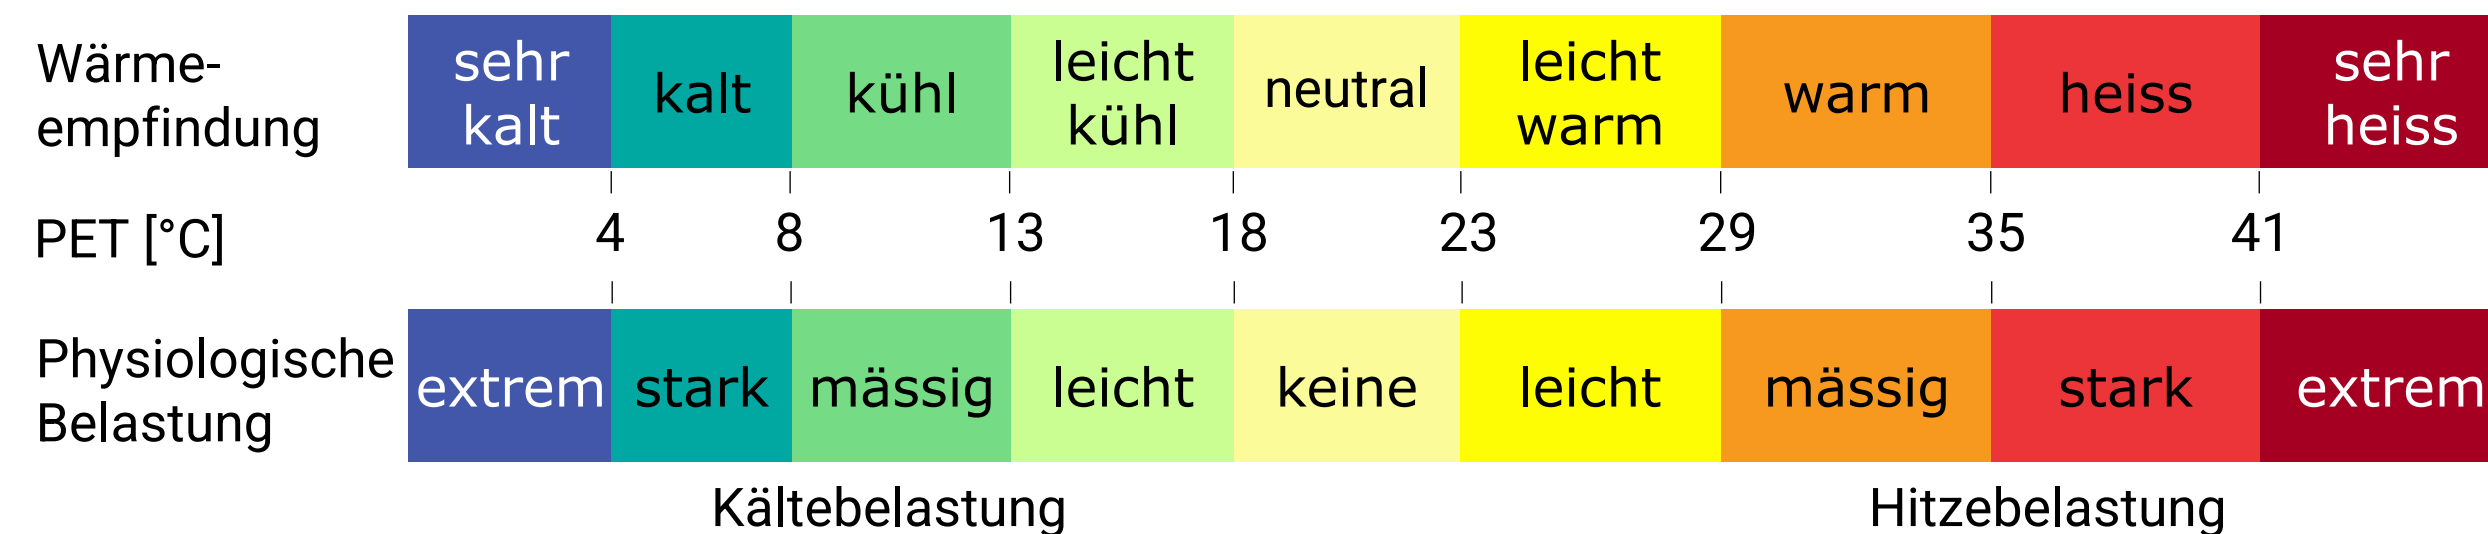 Wärme-
empfindung
sehr
kalt
kalt
kühl
leicht
kühl
neutral
leicht
warm
warm
heiss
sehr
heiss
PET [°C]
4 8 13 18 23 29 35 41
Physiologische
Belastung
extrem stark mässig leicht keine leicht mässig stark extrem
Kältebelastung Hitzebelastung